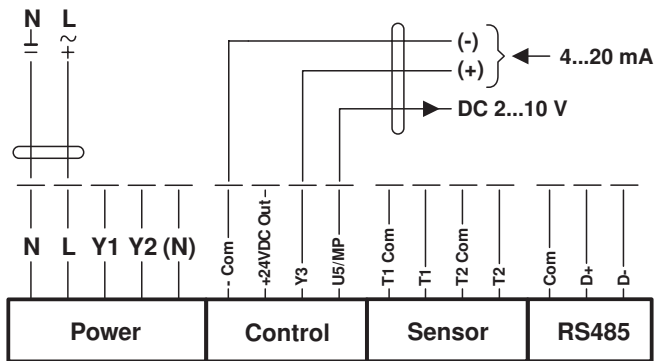 N L
(-)
(+)
4...20 mA
DC 2...10 V
N L Y1 Y2 (N)
- Com
+24VDC Out
Y3
U5/MP
T1 Com
T1
T2 Com
T2
Com
D+
D-
Power Control Sensor RS485